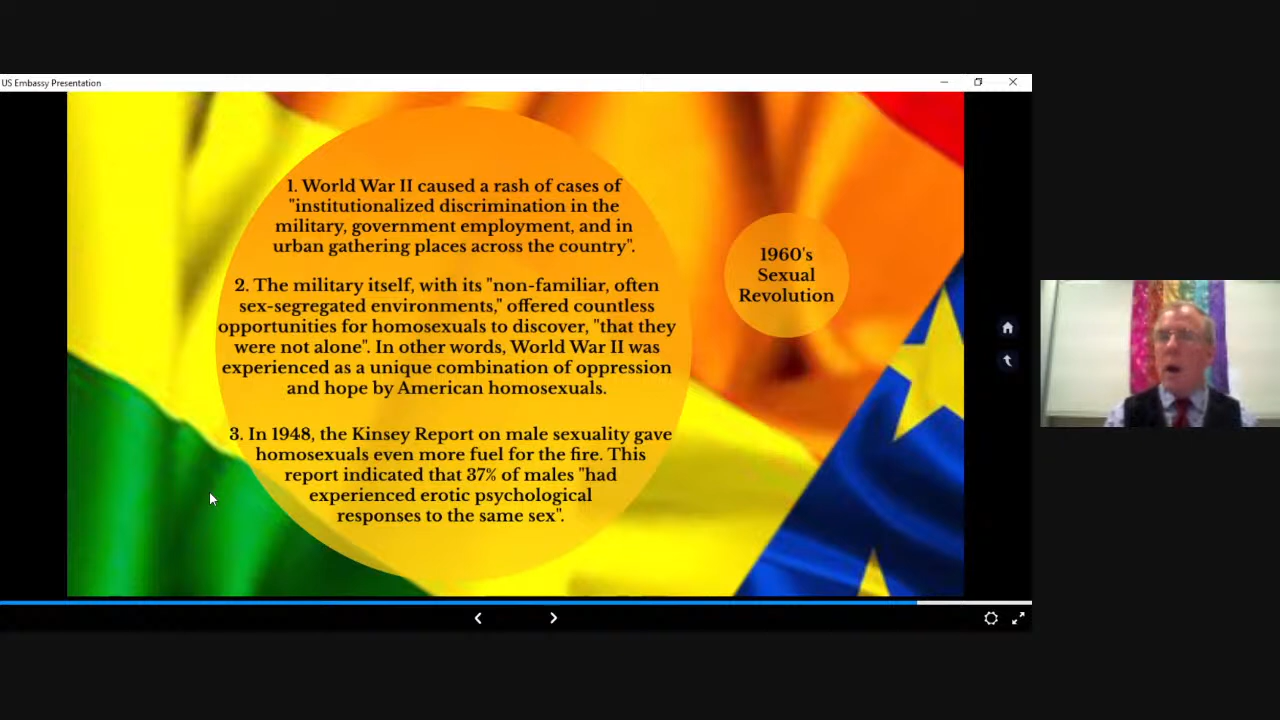 US Embassy Presentation
1. World War II caused a rash of cases of
"institutionalized discrimination in the
military, government employment, and in
urban gathering places across the country".
2. The military itself, with its "non-familiar, often
sex-segregated environments," offered countless
opportunities for homosexuals to discover, "that they
were not alone". In other words, World War II was
experienced as a unique combination of oppression
and hope by American homosexuals.
3. In 1948, the Kinsey Report on male sexuality gave
homosexuals even more fuel for the fire. This
report indicated that 37% of males "had
experienced erotic psychological
responses to the same sex".
1960's
Sexual
Revolution